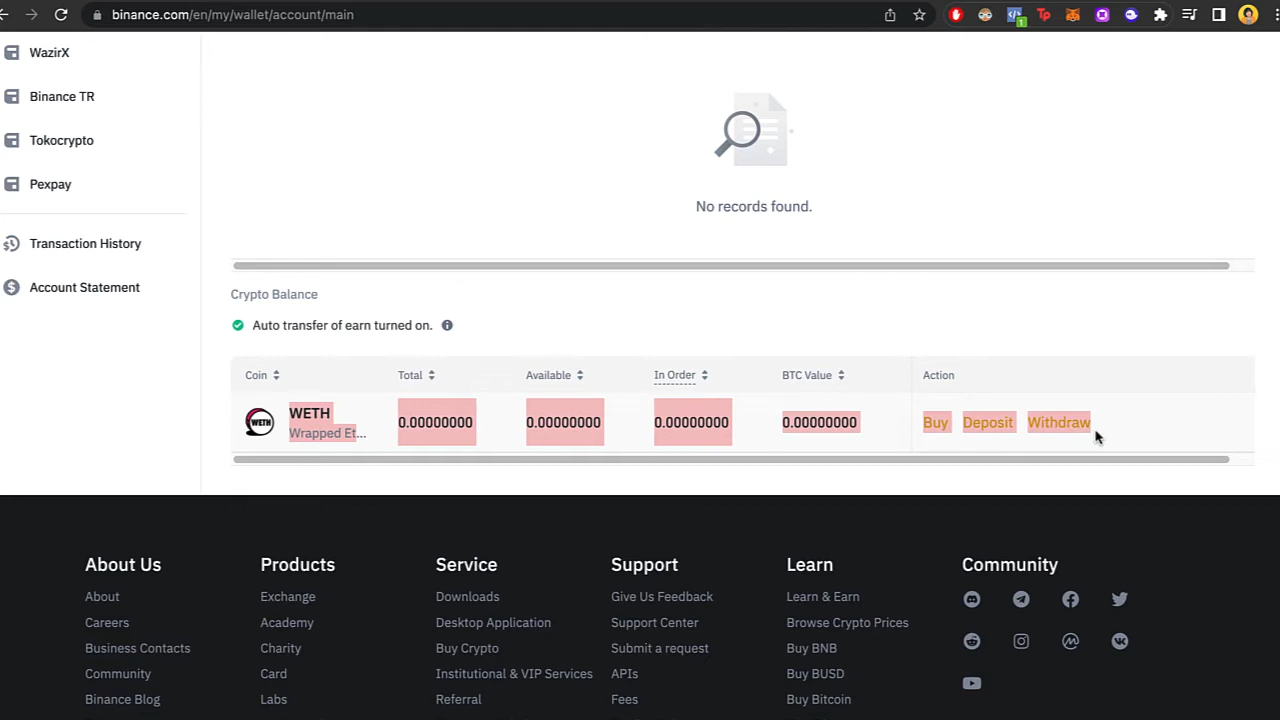 binance.com/en/my/wallet/account/main
1
Tp
WazirX
Binance TR
Tokocrypto
Pexpay
Transaction History
Account Statement
No records found.
Crypto Balance
Auto transfer of earn turned on.
Coin Total Available In Order BTC Value Action
WETH
WETH 0.00000000 0.00000000 0.00000000 0.00000000 Buy Deposit Withdraw
Wrapped Et...
About Us Products Service Support Learn Community
About Exchange Downloads Give Us Feedback Learn & Earn
Careers Academy Desktop Application Support Center Browse Crypto Prices
Business Contacts Charity Buy Crypto Submit a request Buy BNB
Community Card Institutional & VIP Services APIs Buy BUSD
Binance Blog Labs Referral Fees Buy Bitcoin